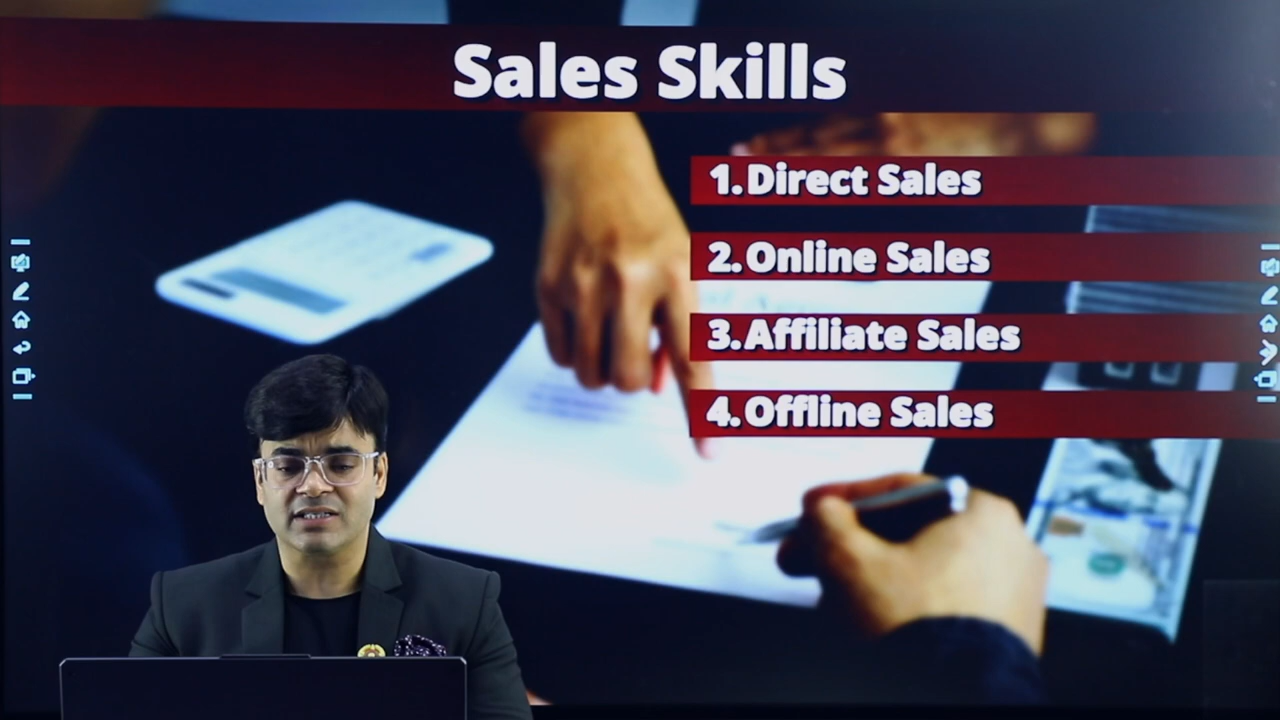 Sales Skills
1. Direct Sales
2. Online Sales
3. Affiliate Sales
4. Offline Sales